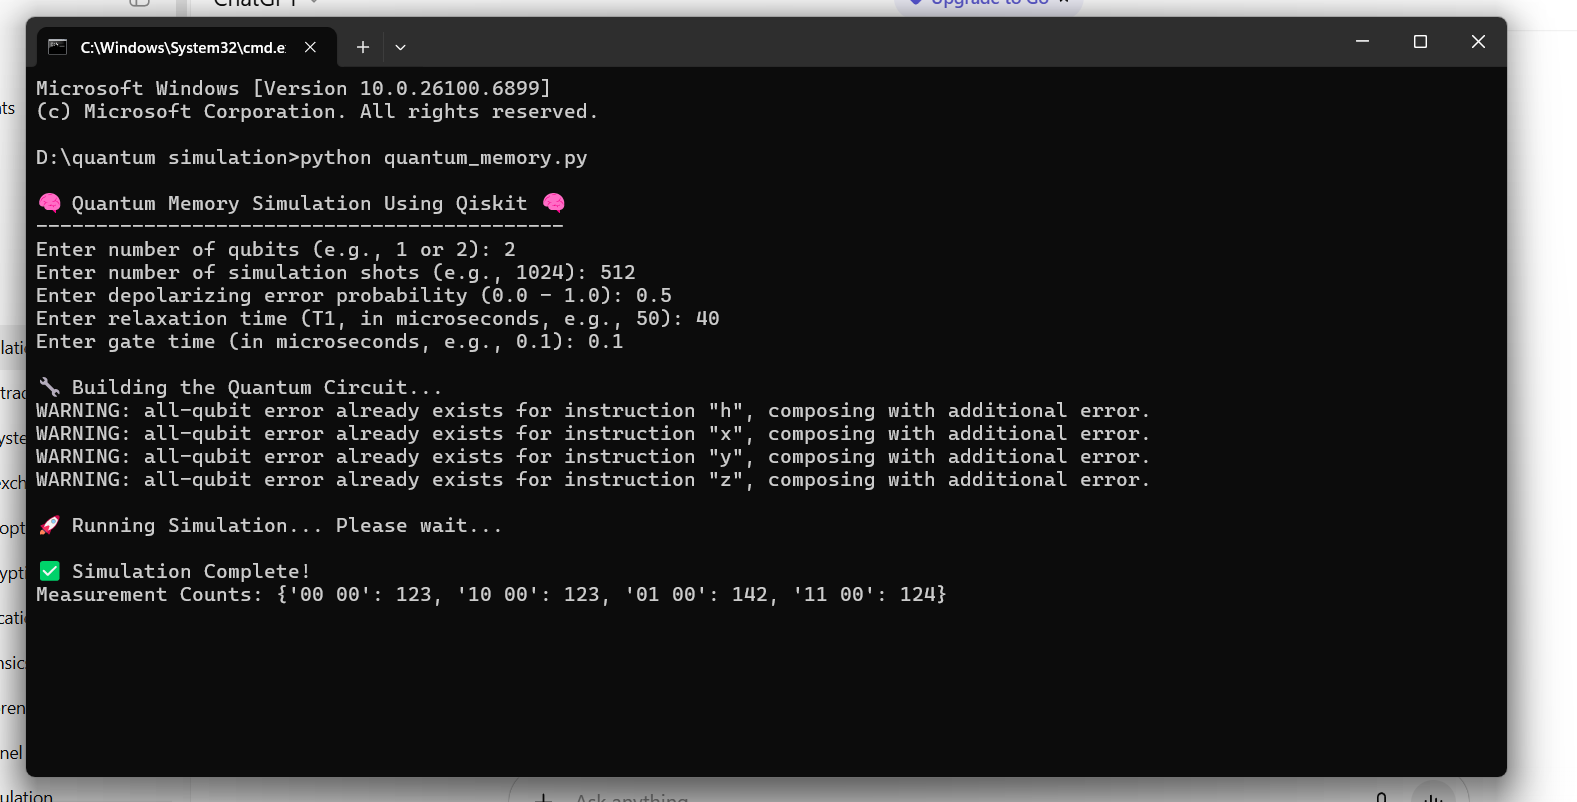 ChatGPT
Upgrade to Go
C:\Windows\System32\cmd.e
Microsoft Windows [Version 10.0.26100.6899]
(c) Microsoft Corporation. All rights reserved.
D:\quantum simulation>python quantum_memory.py
🧠 Quantum Memory Simulation Using Qiskit 🧠
--------------------------------------------
Enter number of qubits (e.g., 1 or 2): 2
Enter number of simulation shots (e.g., 1024): 512
Enter depolarizing error probability (0.0 - 1.0): 0.5
Enter relaxation time (T1, in microseconds, e.g., 50): 40
Enter gate time (in microseconds, e.g., 0.1): 0.1
🔧 Building the Quantum Circuit...
WARNING: all-qubit error already exists for instruction "h", composing with additional error.
WARNING: all-qubit error already exists for instruction "x", composing with additional error.
WARNING: all-qubit error already exists for instruction "y", composing with additional error.
WARNING: all-qubit error already exists for instruction "z", composing with additional error.
🚀 Running Simulation... Please wait...
✅ Simulation Complete!
Measurement Counts: {'00 00': 123, '10 00': 123, '01 00': 142, '11 00': 124}
Ask anything